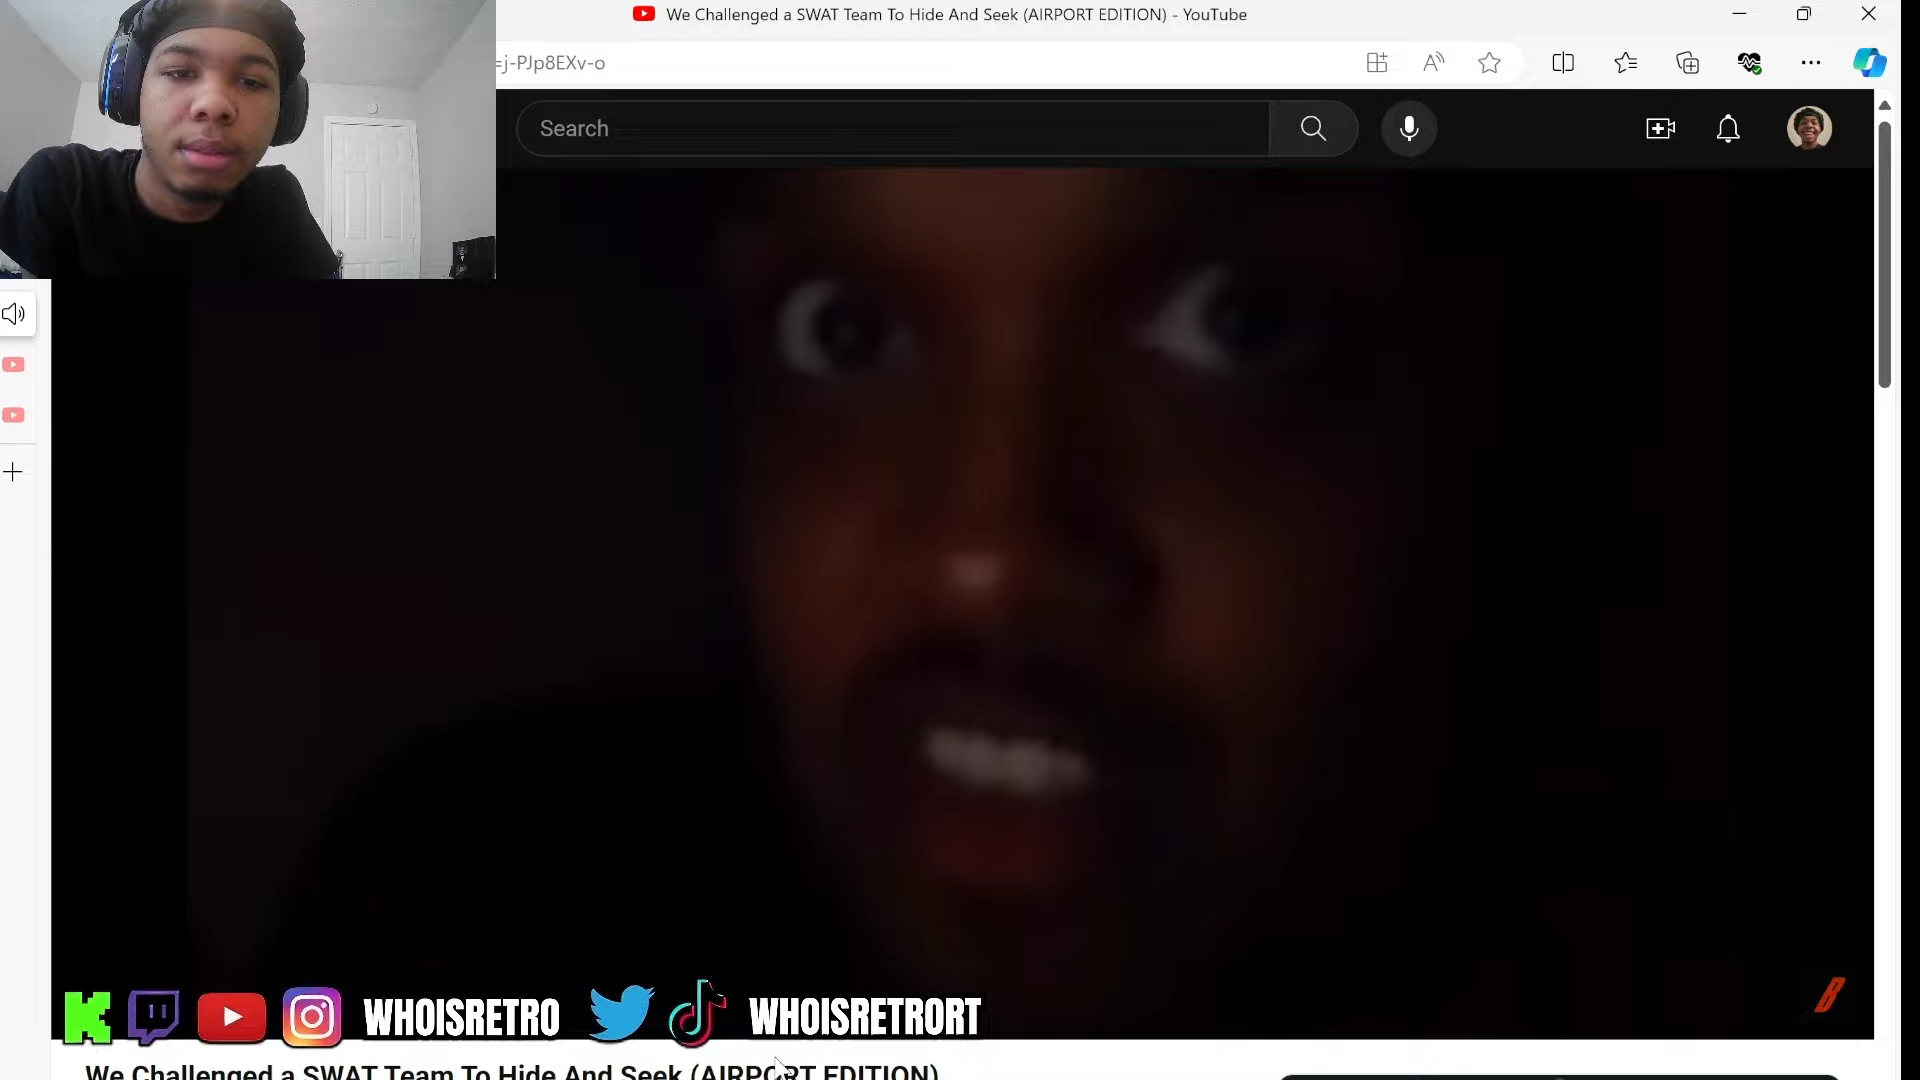 We Challenged a SWAT Team To Hide And Seek (AIRPORT EDITION) - YouTube
=j-PJp8EXv-o
Search
WHOISRETRO WHOISRETRORT
We Challenged a SWAT Team To Hide And Seek (AIRPORT EDITION)